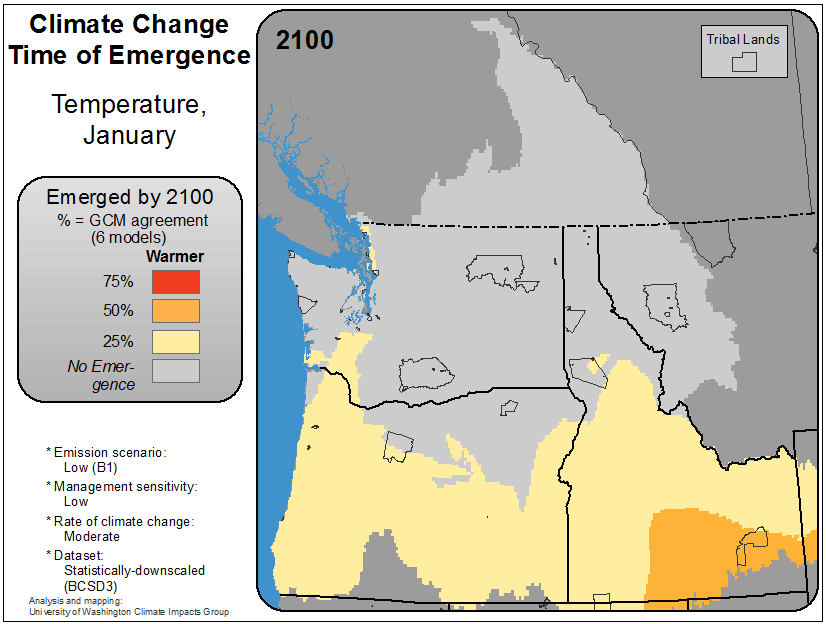 Climate Change
Time of Emergence
Temperature,
January
Emerged by 2100
% = GCM agreement
(6 models)
Warmer
75%
50%
25%
No Emer-
gence
* Emission scenario:
Low (B1)
* Management sensitivity:
Low
* Rate of climate change:
Moderate
* Dataset:
Statistically-downscaled
(BCSD3)
Analysis and mapping:
University of Washington Climate Impacts Group
2100
Tribal Lands